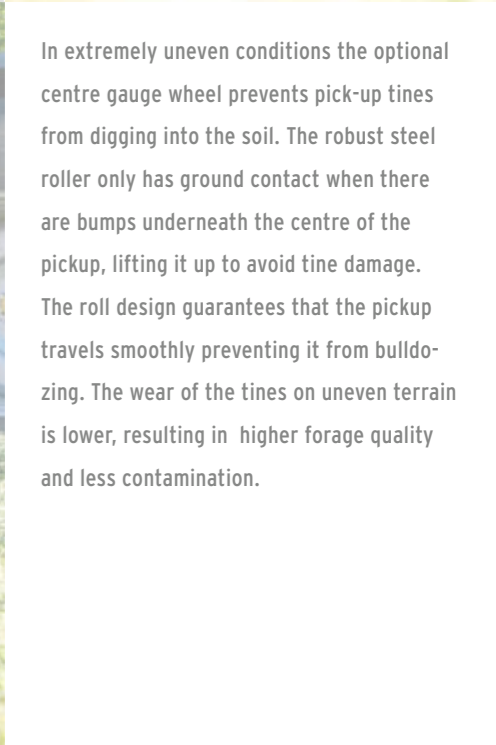 In extremely uneven conditions the optional
centre gauge wheel prevents pick-up tines
from digging into the soil. The robust steel
roller only has ground contact when there
are bumps underneath the centre of the
pickup, lifting it up to avoid tine damage.
The roll design guarantees that the pickup
travels smoothly preventing it from bulldo-
zing. The wear of the tines on uneven terrain
is lower, resulting in  higher forage quality
and less contamination.